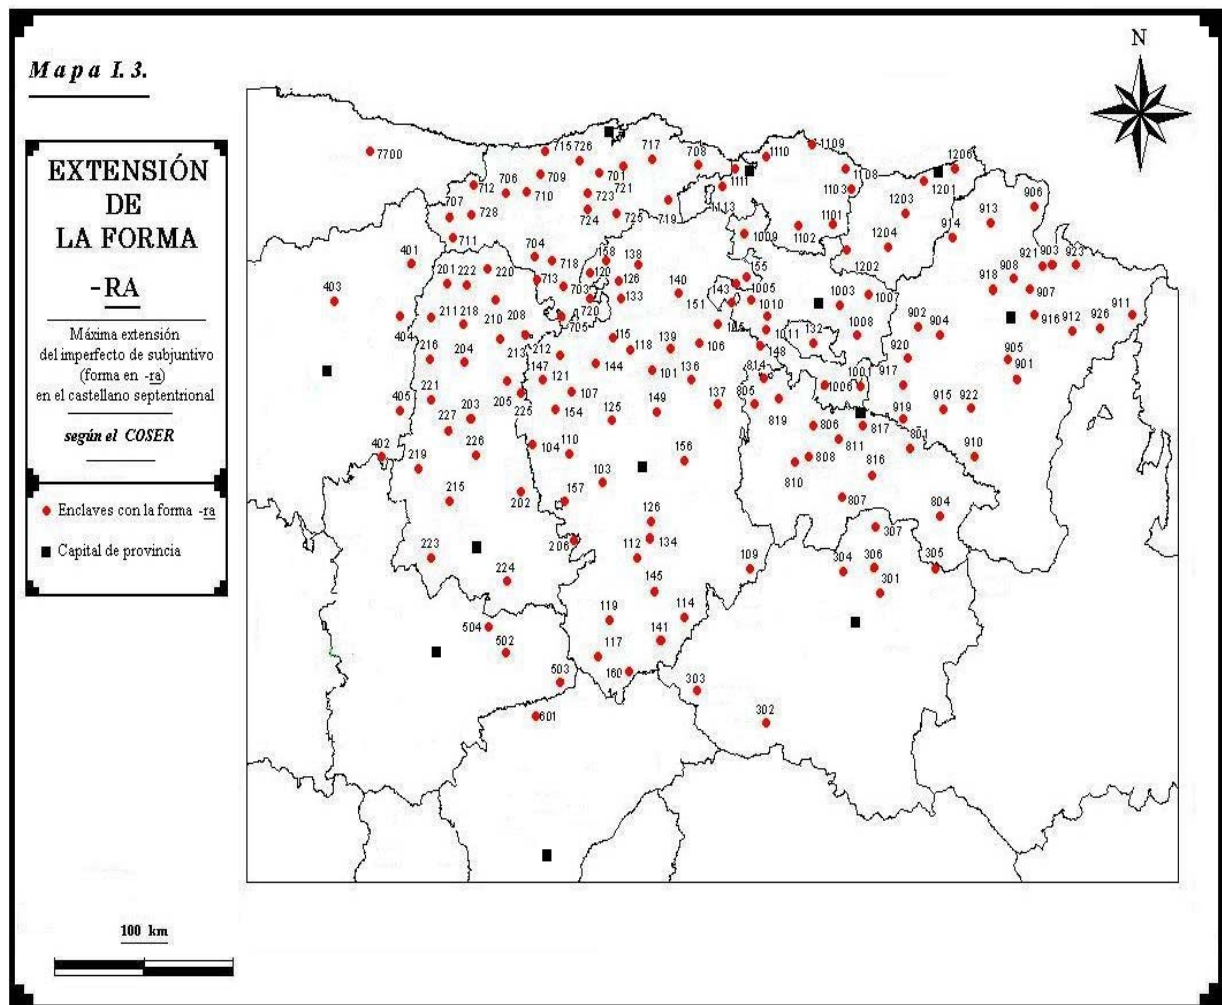 Mapa I. 3.
N
EXTENSIÓN
DE
LA FORMA
-RA
Máxima extensión
del imperfecto de subjuntivo
(forma en -ra)
en el castellano septentrional
según el COSER
Enclaves con la forma -ra
Capital de provincia
100 km
7700
715 726 717 708 1110 1109
712 706 709 710 701 721 723 1111 1108 1103 1201 1206
707 728 724 725 719 1113 1203 906
711 1009 1102 1101 914 913
401 704 718 158 138 1204 1202
403 201 222 220 713 703 120 126 140 155 921 903 923
211 218 210 208 720 133 143 1005 1010 1003 1007 918 908 907
404 213 705 151 902 904 916 912 926 911
216 204 212 115 118 139 106 148 1011 132 1008 920 905
147 144 101 136 814 917 901
221 205 121 107 1006 1001
405 227 203 225 154 125 149 137 805 819 806 817 919 915 922
402 219 226 104 110 156 811 801 910
215 202 103 810 808 816
157 126 807 804
223 206 112 134 307
224 109 304 306 305
145 301
504 119 114
502 117 141
503 160 303
601 302